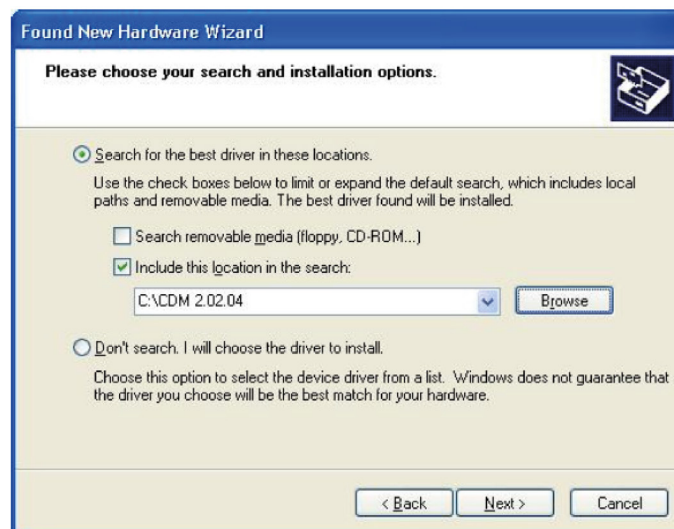 Found New Hardware Wizard
Please choose your search and installation options.
Search for the best driver in these locations.
Use the check boxes below to limit or expand the default search, which includes local
paths and removable media. The best driver found will be installed.
Search removable media (floppy, CD-ROM...)
Include this location in the search:
C:\CDM 2.02.04
Browse
Don't search. I will choose the driver to install.
Choose this option to select the device driver from a list. Windows does not guarantee that
the driver you choose will be the best match for your hardware.
< Back Next > Cancel